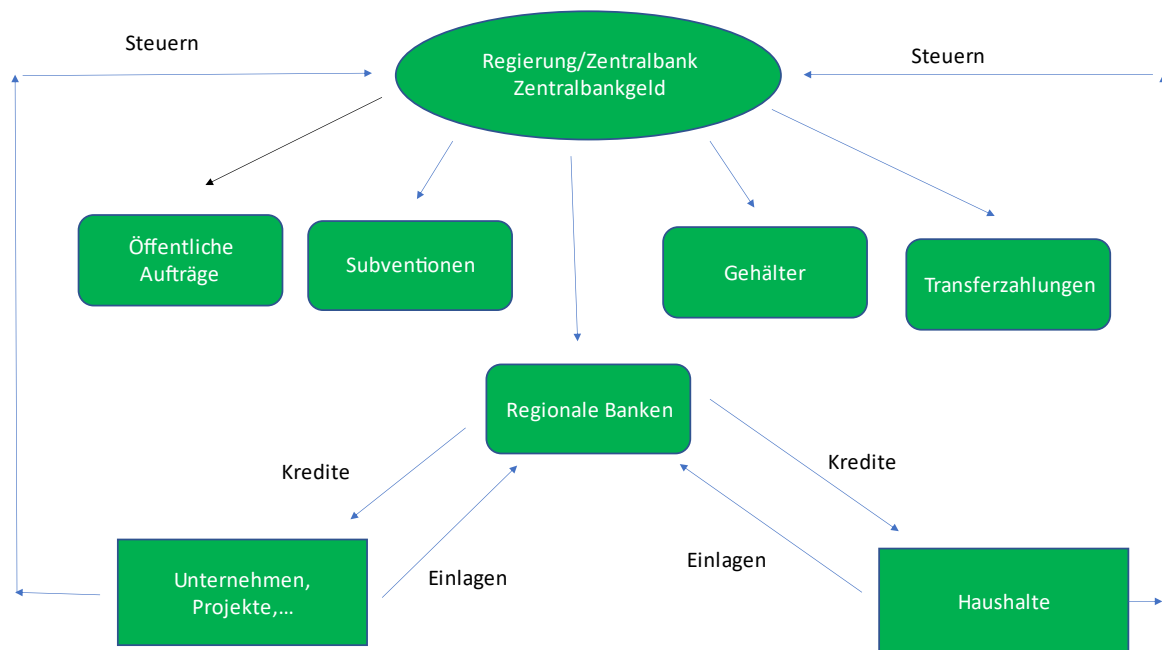 Steuern
Regierung/Zentralbank
Zentralbankgeld
Steuern
Öffentliche
Aufträge
Subventionen
Gehälter
Transferzahlungen
Regionale Banken
Kredite
Kredite
Einlagen
Einlagen
Unternehmen,
Projekte,...
Haushalte